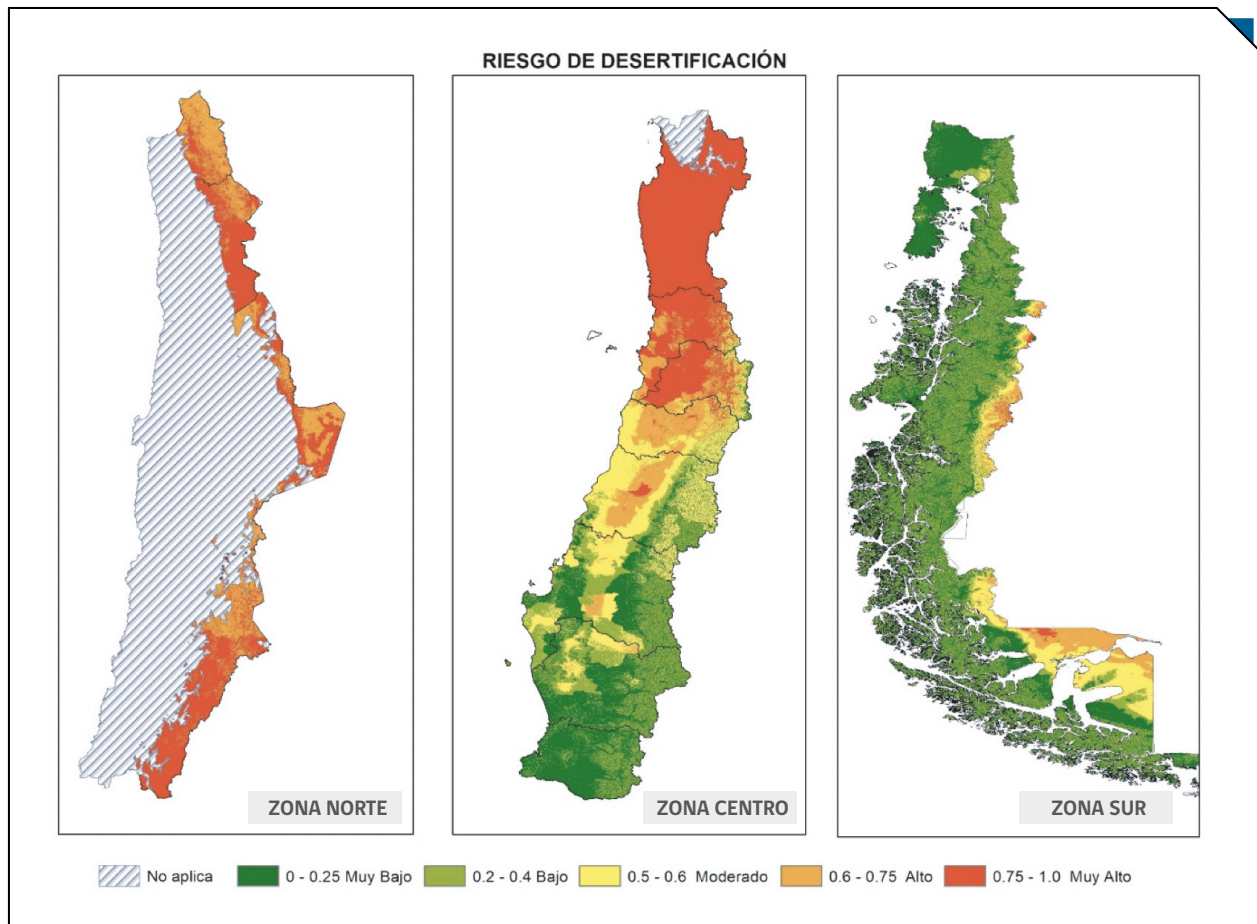 RIESGO DE DESERTIFICACIÓN
ZONA NORTE
ZONA CENTRO
ZONA SUR
No aplica
0 - 0.25 Muy Bajo
0.2 - 0.4 Bajo
0.5 - 0.6 Moderado
0.6 - 0.75 Alto
0.75 - 1.0 Muy Alto